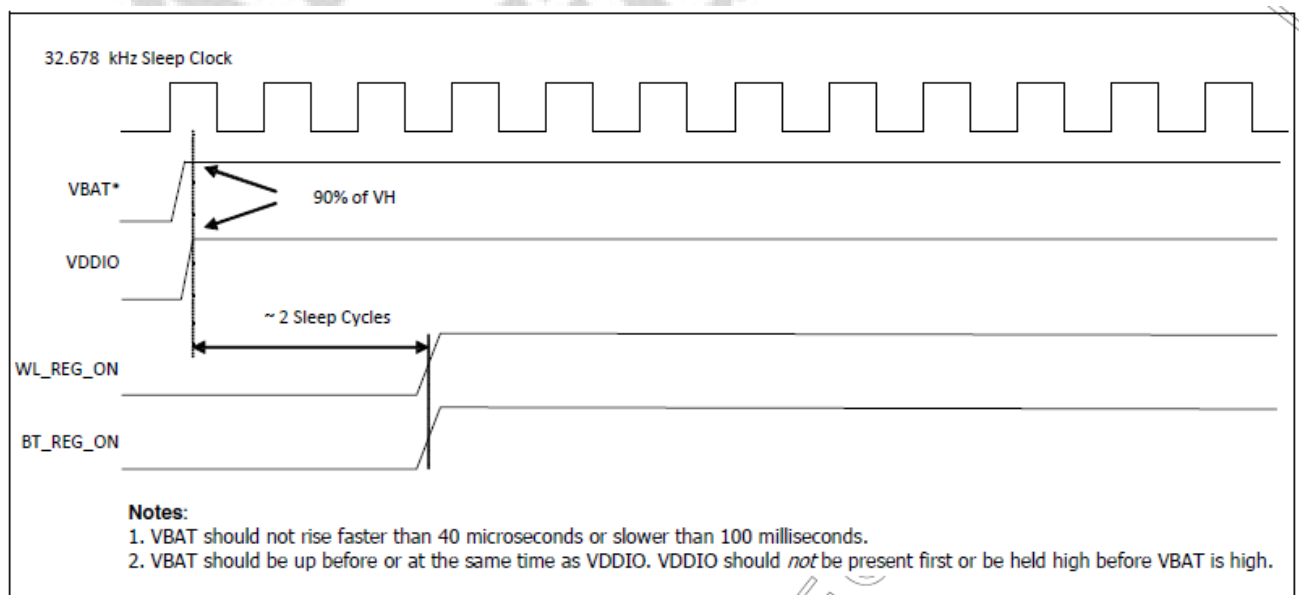 32.678 kHz Sleep Clock
VBAT*
90% of VH
VDDIO
~ 2 Sleep Cycles
WL_REG_ON
BT_REG_ON
Notes:
1. VBAT should not rise faster than 40 microseconds or slower than 100 milliseconds.
2. VBAT should be up before or at the same time as VDDIO. VDDIO should not be present first or be held high before VBAT is high.